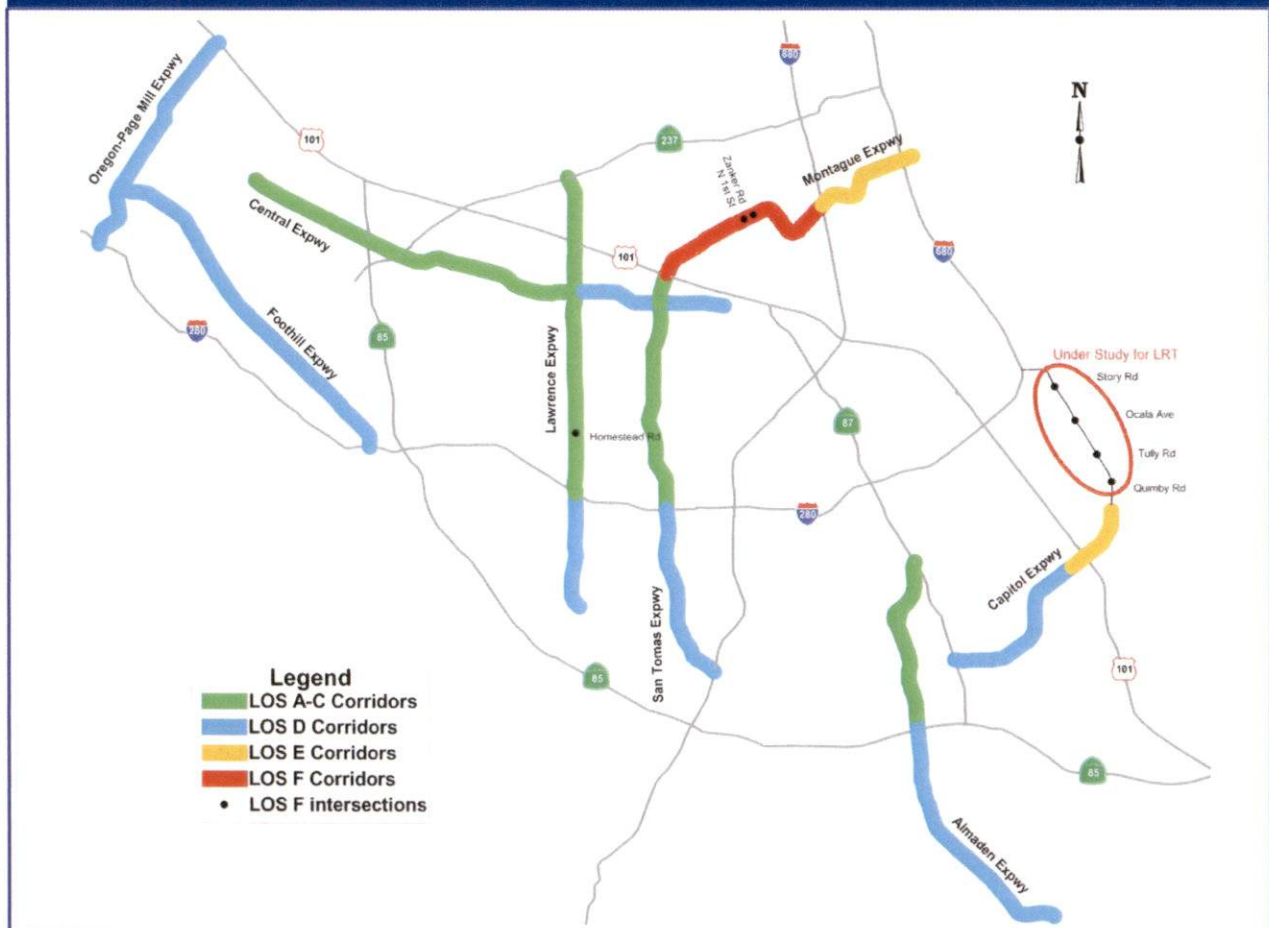 680
N
Oregon-Page Mill Expwy
101
237
Zanker Rd
N 1st St
Montague Expwy
Central Expwy
101
680
280
Foothill Expwy
85
Lawrence Expwy
Under Study for LRT
Story Rd
Ocala Ave
Tully Rd
Quimby Rd
87
Homestead Rd
280
Capitol Expwy
San Tomas Expwy
101
85
85
Almaden Expwy
Legend
LOS A-C Corridors
LOS D Corridors
LOS E Corridors
LOS F Corridors
LOS F intersections